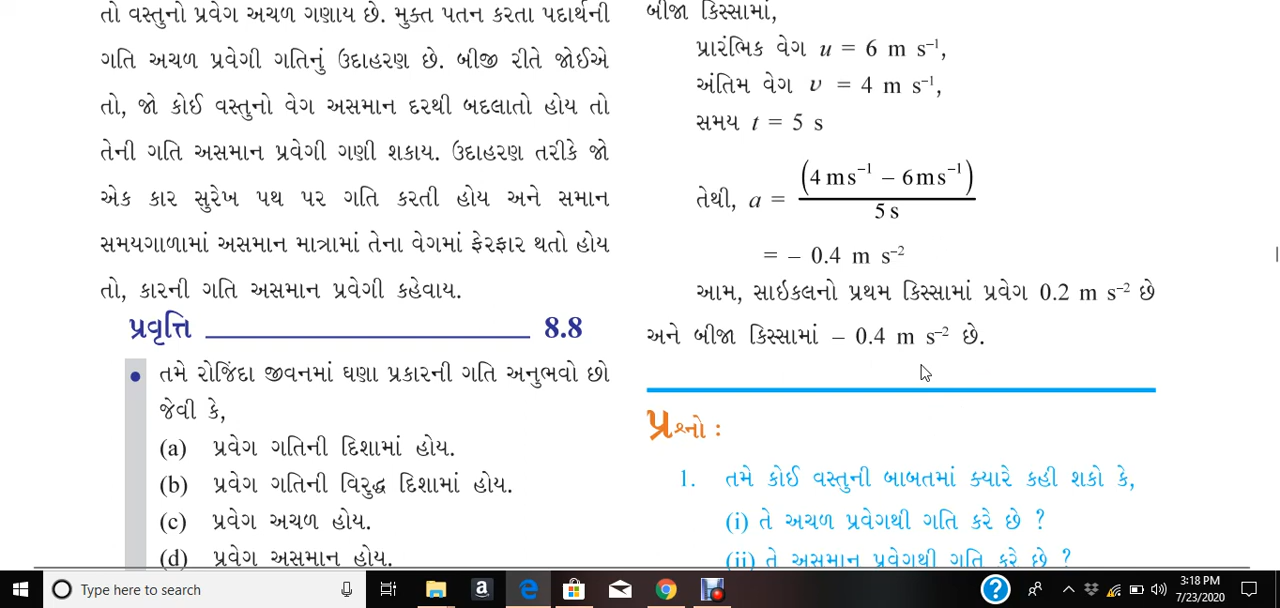 તો વસ્તુનો પ્રવેગ અચળ ગણાય છે. મુક્ત પતન કરતા પદાર્થની
ગતિ અચળ પ્રવેગી ગતિનું ઉદાહરણ છે. બીજી રીતે જોઈએ
તો, જો કોઈ વસ્તુનો વેગ અસમાન દરથી બદલાતો હોય તો
તેની ગતિ અસમાન પ્રવેગી ગણી શકાય. ઉદાહરણ તરીકે જો
એક કાર સુરેખ પથ પર ગતિ કરતી હોય અને સમાન
સમયગાળામાં અસમાન માત્રામાં તેના વેગમાં ફેરફાર થતો હોય
તો, કારની ગતિ અસમાન પ્રવેગી કહેવાય.
પ્રવૃત્તિ 8.8
• તમે રોજિંદા જીવનમાં ઘણા પ્રકારની ગતિ અનુભવો છો
જેવી કે,
(a) પ્રવેગ ગતિની દિશામાં હોય.
(b) પ્રવેગ ગતિની વિરુદ્ધ દિશામાં હોય.
(c) પ્રવેગ અચળ હોય.
(d) પ્રવેગ અસમાન હોય.
બીજા કિસ્સામાં,
પ્રારંભિક વેગ u = 6 m s⁻¹,
અંતિમ વેગ v = 4 m s⁻¹,
સમય t = 5 s
તેથી, a = (4 ms⁻¹ − 6 ms⁻¹)
5 s
= − 0.4 m s⁻²
આમ, સાઇકલનો પ્રથમ કિસ્સામાં પ્રવેગ 0.2 m s⁻² છે
અને બીજા કિસ્સામાં − 0.4 m s⁻² છે.
પ્રશ્નો :
1. તમે કોઈ વસ્તુની બાબતમાં ક્યારે કહી શકો કે,
(i) તે અચળ પ્રવેગથી ગતિ કરે છે ?
(ii) તે અસમાન પ્રવેગથી ગતિ કરે છે ?
Type here to search
3:18 PM
7/23/2020